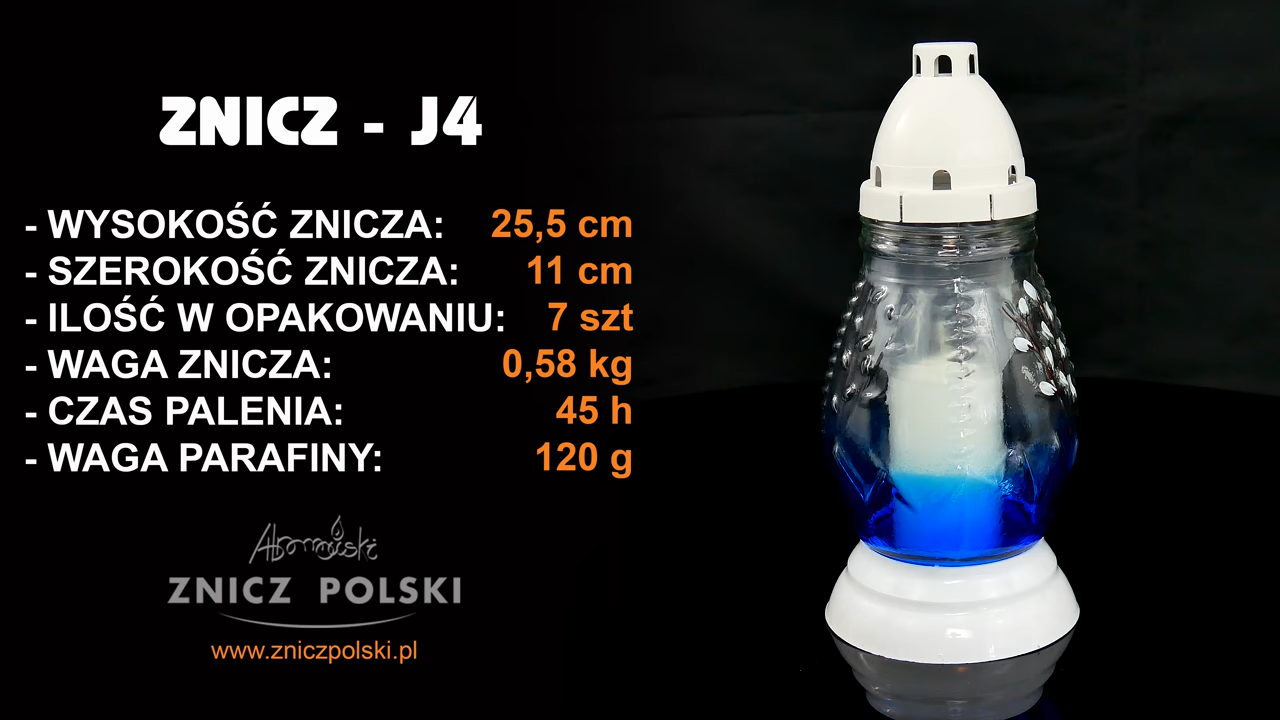 ZNICZ - J4
- WYSOKOŚĆ ZNICZA: 25,5 cm
- SZEROKOŚĆ ZNICZA: 11 cm
- ILOŚĆ W OPAKOWANIU: 7 szt
- WAGA ZNICZA: 0,58 kg
- CZAS PALENIA: 45 h
- WAGA PARAFINY: 120 g
ZNICZ POLSKI
www.zniczpolski.pl